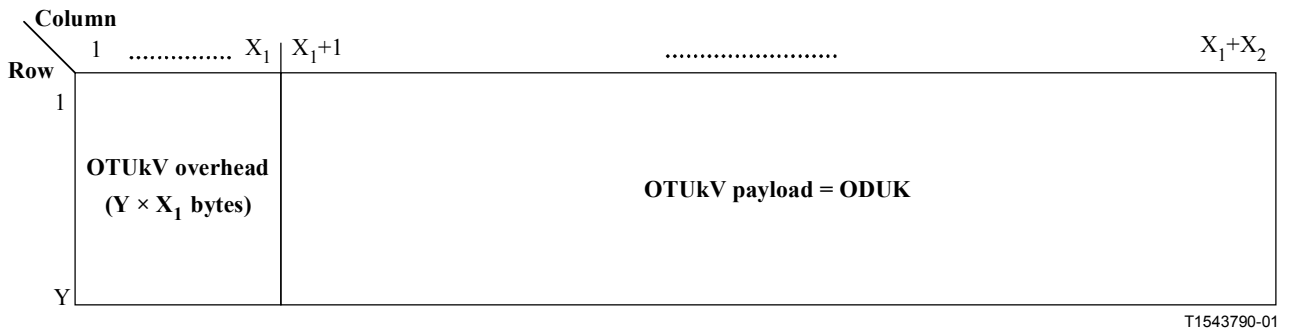 Column
1 ............... X₁ X₁+1 ........................ X₁+X₂
Row
1
OTUkV overhead
(Y × X₁ bytes)
OTUkV payload = ODUK
Y
T1543790-01